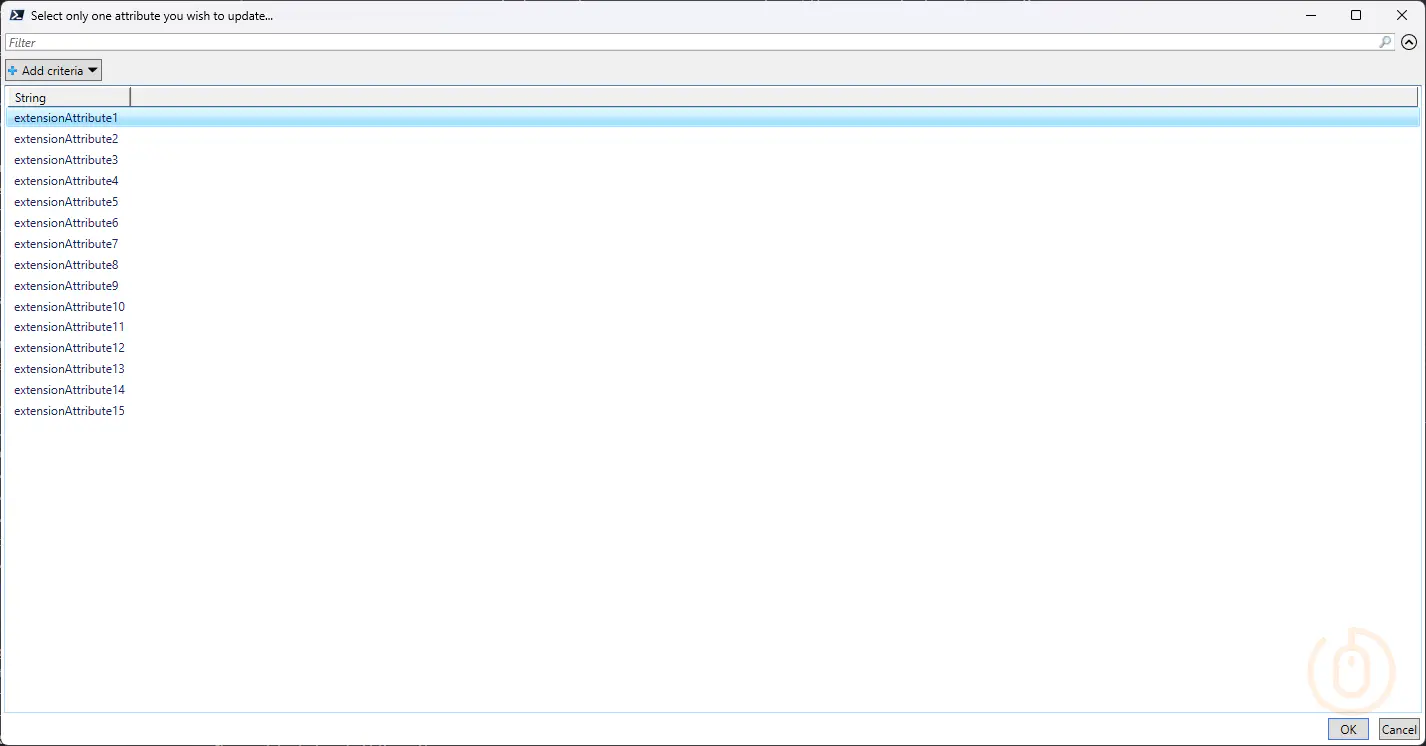 Select only one attribute you wish to update...
Filter
Add criteria
String
extensionAttribute1
extensionAttribute2
extensionAttribute3
extensionAttribute4
extensionAttribute5
extensionAttribute6
extensionAttribute7
extensionAttribute8
extensionAttribute9
extensionAttribute10
extensionAttribute11
extensionAttribute12
extensionAttribute13
extensionAttribute14
extensionAttribute15
OK Cancel